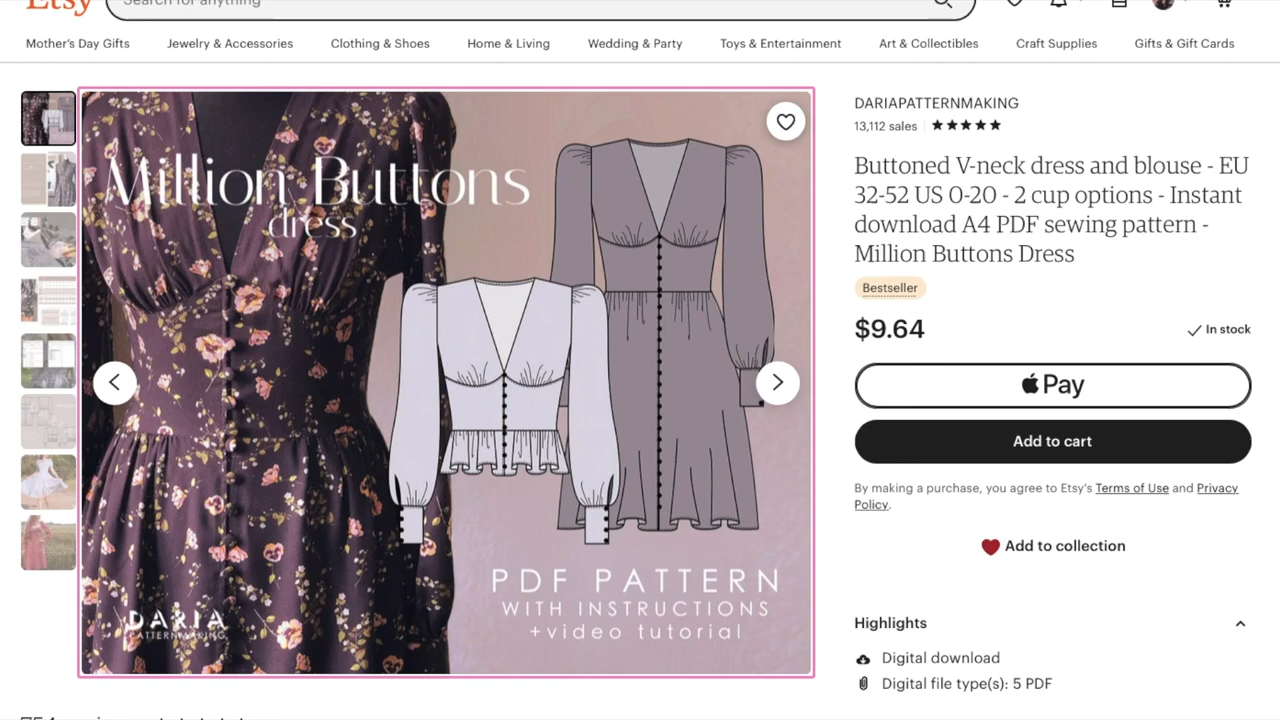 Etsy
Search for anything
Mother's Day Gifts
Jewelry & Accessories
Clothing & Shoes
Home & Living
Wedding & Party
Toys & Entertainment
Art & Collectibles
Craft Supplies
Gifts & Gift Cards
Million Buttons
dress
PDF PATTERN
WITH INSTRUCTIONS
+video tutorial
DARIA
PATTERNMAKING
DARIAPATTERNMAKING
13,112 sales
Buttoned V-neck dress and blouse - EU
32-52 US 0-20 - 2 cup options - Instant
download A4 PDF sewing pattern -
Million Buttons Dress
Bestseller
$9.64
In stock
Pay
Add to cart
By making a purchase, you agree to Etsy's Terms of Use and Privacy
Policy.
Add to collection
Highlights
Digital download
Digital file type(s): 5 PDF